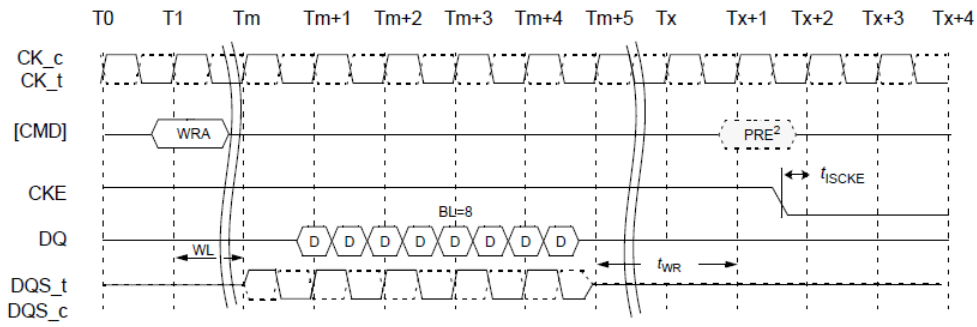 T0 T1 Tm Tm+1 Tm+2 Tm+3 Tm+4 Tm+5 Tx Tx+1 Tx+2 Tx+3 Tx+4
CK_c
CK_t
[CMD] WRA PRE2
CKE tISCKE
BL=8
DQ D D D D D D D D
WL tWR
DQS_t
DQS_c